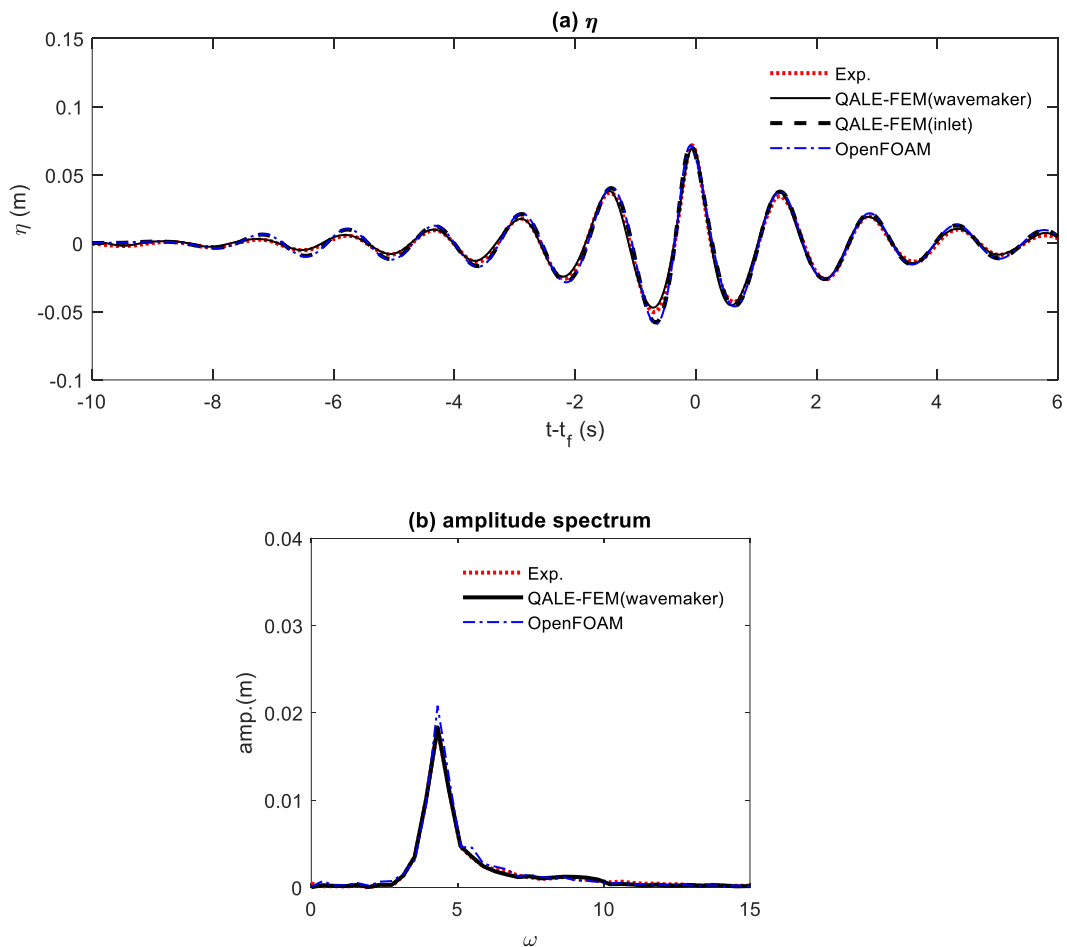 (a) η
η (m)
0.15
0.1
0.05
0
-0.05
-0.1
Exp.
QALE-FEM(wavemaker)
QALE-FEM(inlet)
OpenFOAM
-10 -8 -6 -4 -2 0 2 4 6
t-t_f (s)
(b) amplitude spectrum
amp.(m)
0.04
0.03
0.02
0.01
0
Exp.
QALE-FEM(wavemaker)
OpenFOAM
0 5 10 15
ω